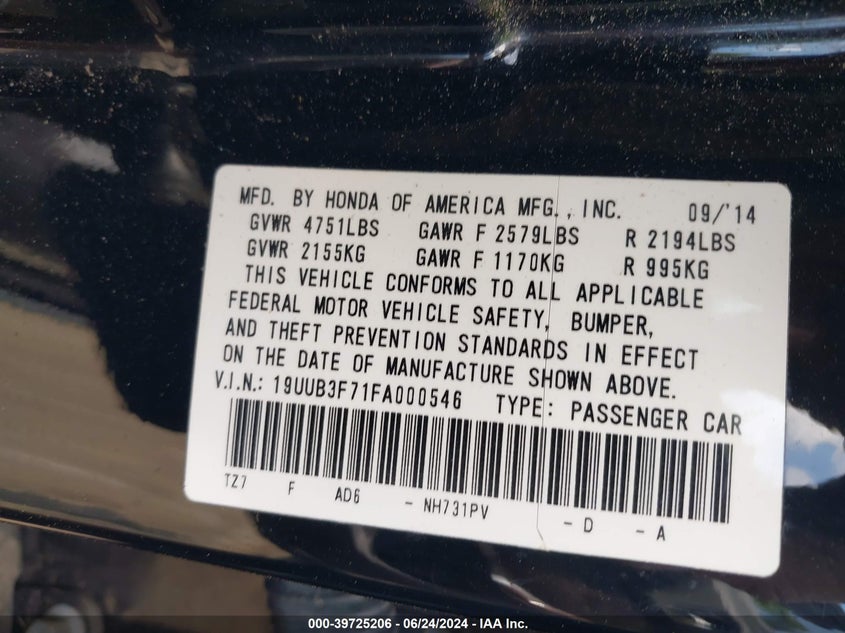 MFD. BY HONDA OF AMERICA MFG., INC. 09/'14
GVWR 4751LBS GAWR F 2579LBS R 2194LBS
GVWR 2155KG GAWR F 1170KG R 995KG
THIS VEHICLE CONFORMS TO ALL APPLICABLE
FEDERAL MOTOR VEHICLE SAFETY, BUMPER,
AND THEFT PREVENTION STANDARDS IN EFFECT
ON THE DATE OF MANUFACTURE SHOWN ABOVE.
V.I.N.: 19UUB3F71FA000546 TYPE: PASSENGER CAR
TZ7 F AD6 - NH731PV - D - A
000-39725206 - 06/24/2024 - IAA Inc.